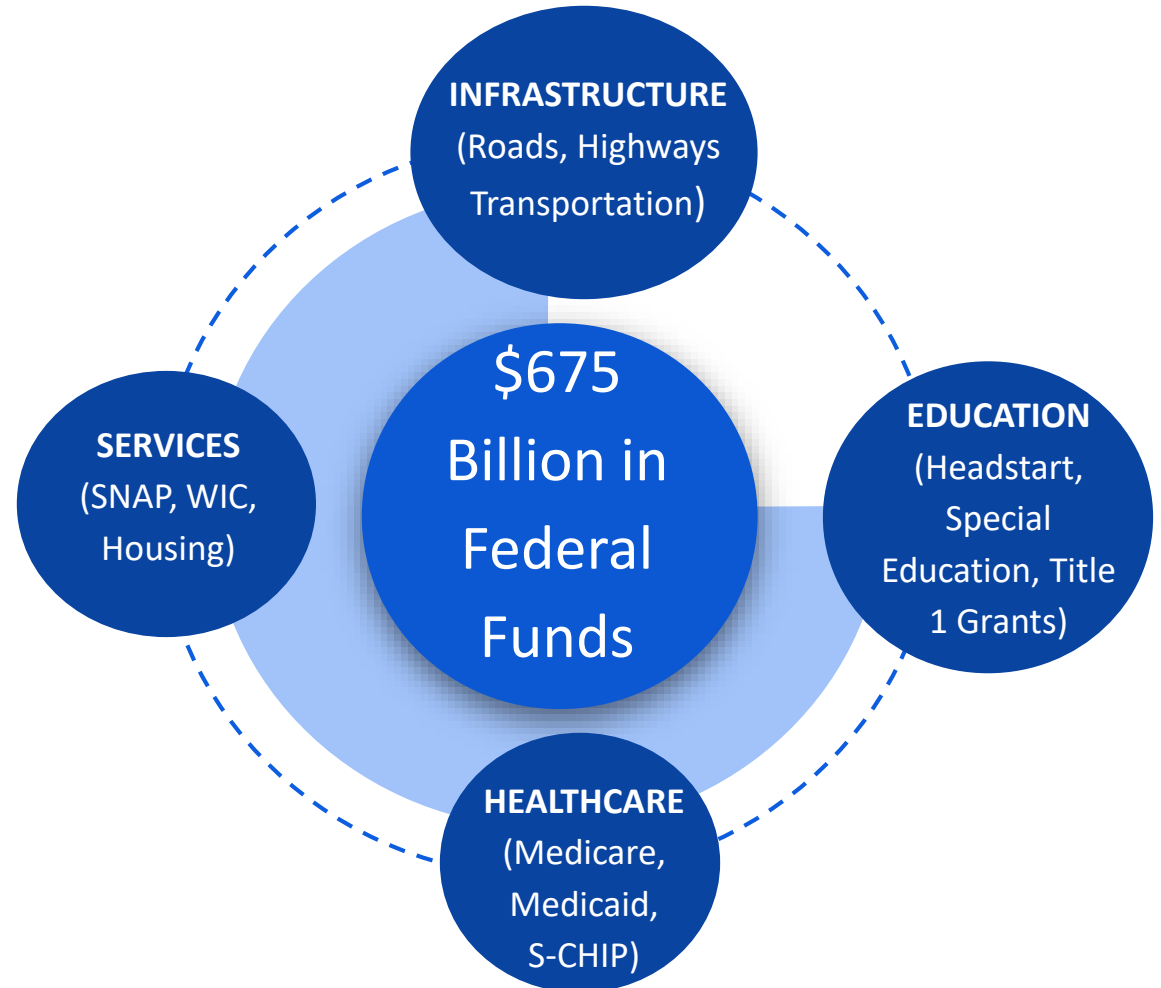 INFRASTRUCTURE
(Roads, Highways
Transportation)
$675
Billion in
Federal
Funds
SERVICES
(SNAP, WIC,
Housing)
EDUCATION
(Headstart,
Special
Education, Title
1 Grants)
HEALTHCARE
(Medicare,
Medicaid,
S-CHIP)